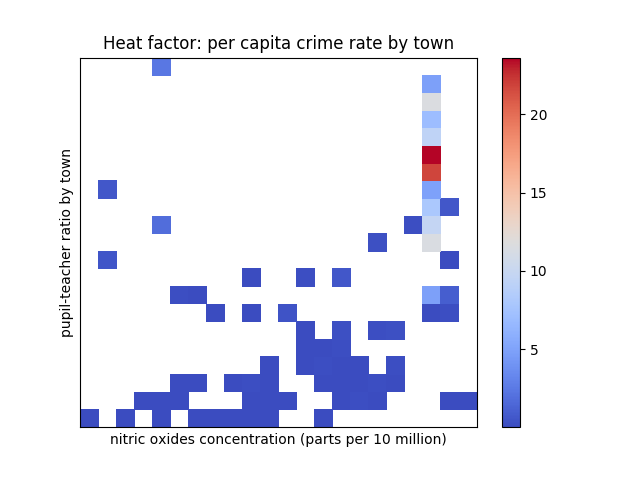 Heat factor: per capita crime rate by town
pupil-teacher ratio by town
nitric oxides concentration (parts per 10 million)
20
15
10
5